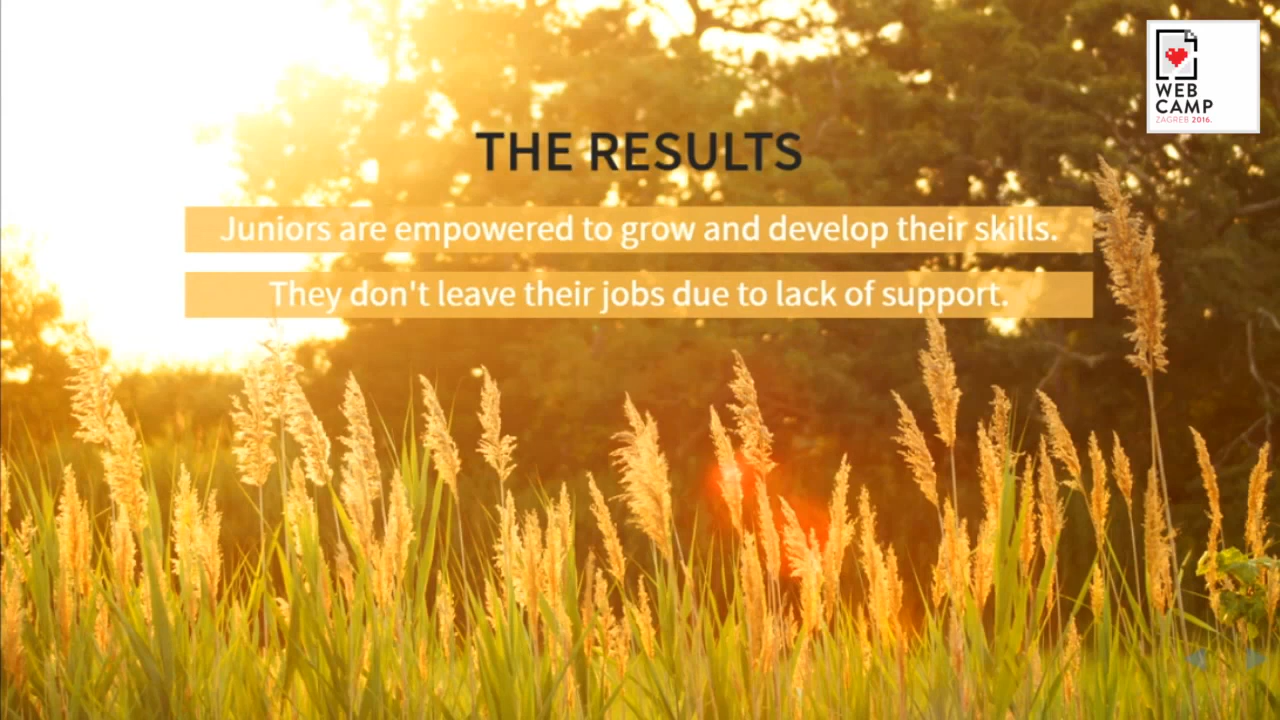 WEB
CAMP
ZAGREB 2016.
THE RESULTS
Juniors are empowered to grow and develop their skills.
They don't leave their jobs due to lack of support.